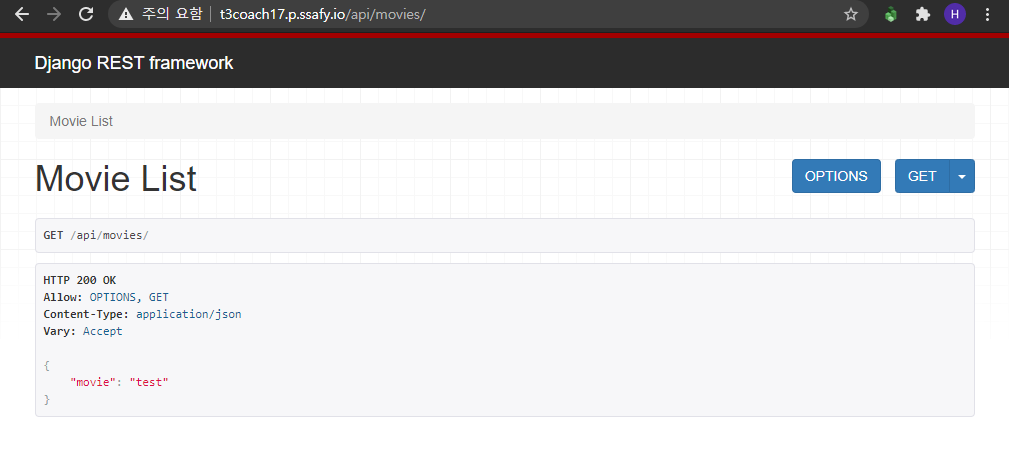 주의 요함 t3coach17.p.ssafy.io/api/movies/
H
Django REST framework
Movie List
Movie List
OPTIONS
GET
GET /api/movies/
HTTP 200 OK
Allow: OPTIONS, GET
Content-Type: application/json
Vary: Accept
{
"movie": "test"
}